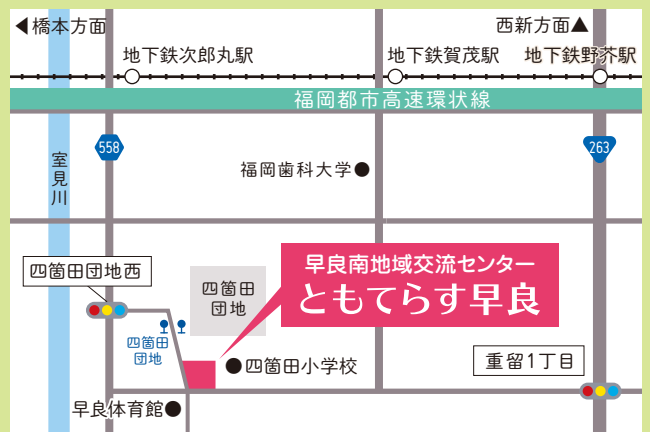 ◀橋本方面
西新方面▲
地下鉄次郎丸駅
地下鉄賀茂駅
地下鉄野芥駅
福岡都市高速環状線
558
263
室見川
福岡歯科大学
四箇田団地西
四箇田
団地
早良南地域交流センター
ともてらす早良
四箇田
団地
四箇田小学校
重留1丁目
早良体育館